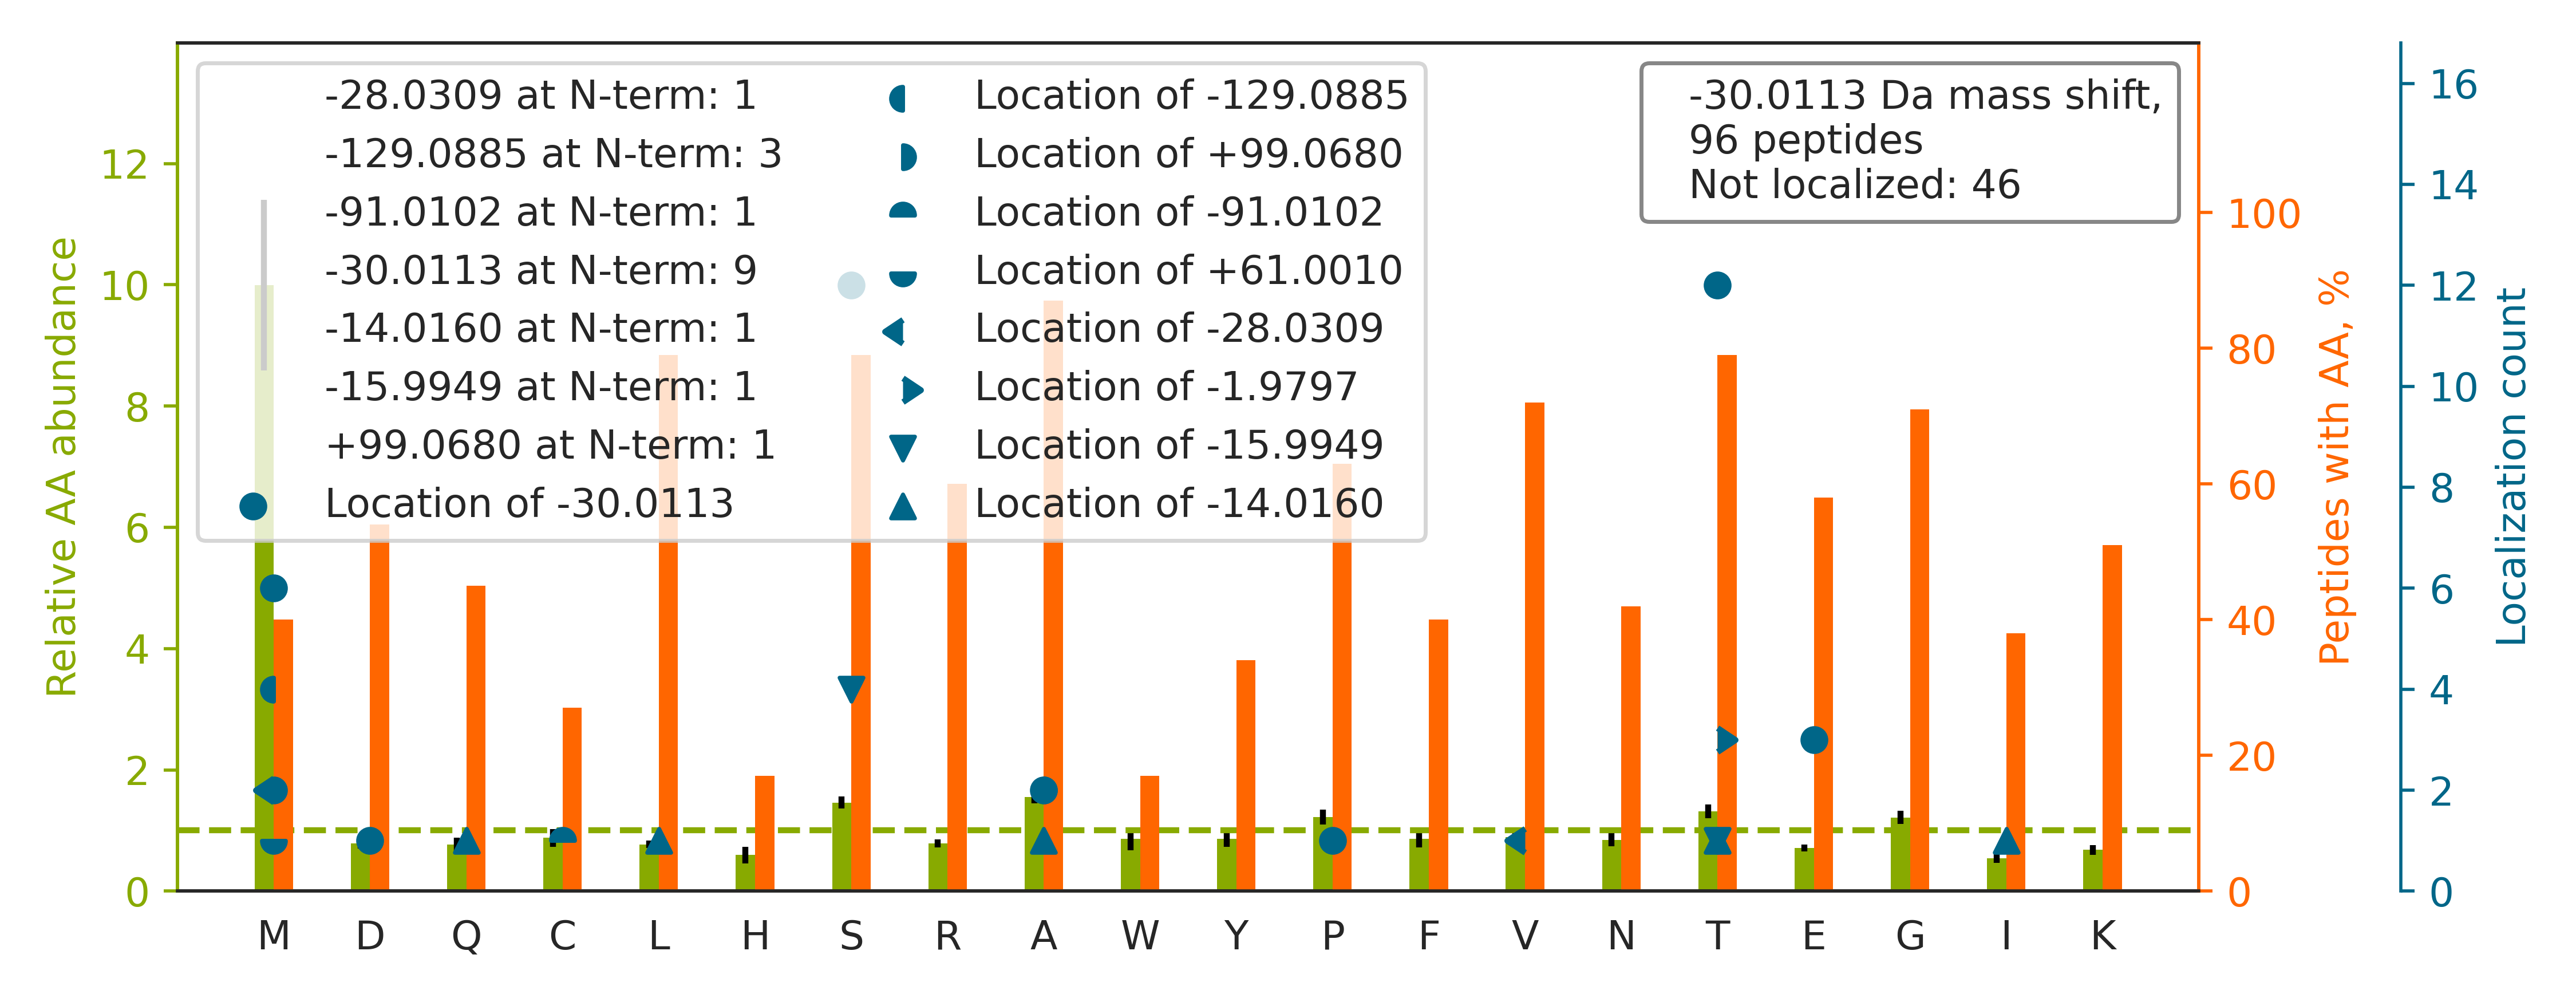 -28.0309 at N-term: 1
-129.0885 at N-term: 3
-91.0102 at N-term: 1
-30.0113 at N-term: 9
-14.0160 at N-term: 1
-15.9949 at N-term: 1
+99.0680 at N-term: 1
Location of -30.0113
Location of -129.0885
Location of +99.0680
Location of -91.0102
Location of +61.0010
Location of -28.0309
Location of -1.9797
Location of -15.9949
Location of -14.0160
-30.0113 Da mass shift,
96 peptides
Not localized: 46
Relative AA abundance
12
10
8
6
4
2
0
M D Q C L H S R A W Y P F V N T E G I K
100
80
60
40
20
0
Peptides with AA, %
16
14
12
10
8
6
4
2
0
Localization count